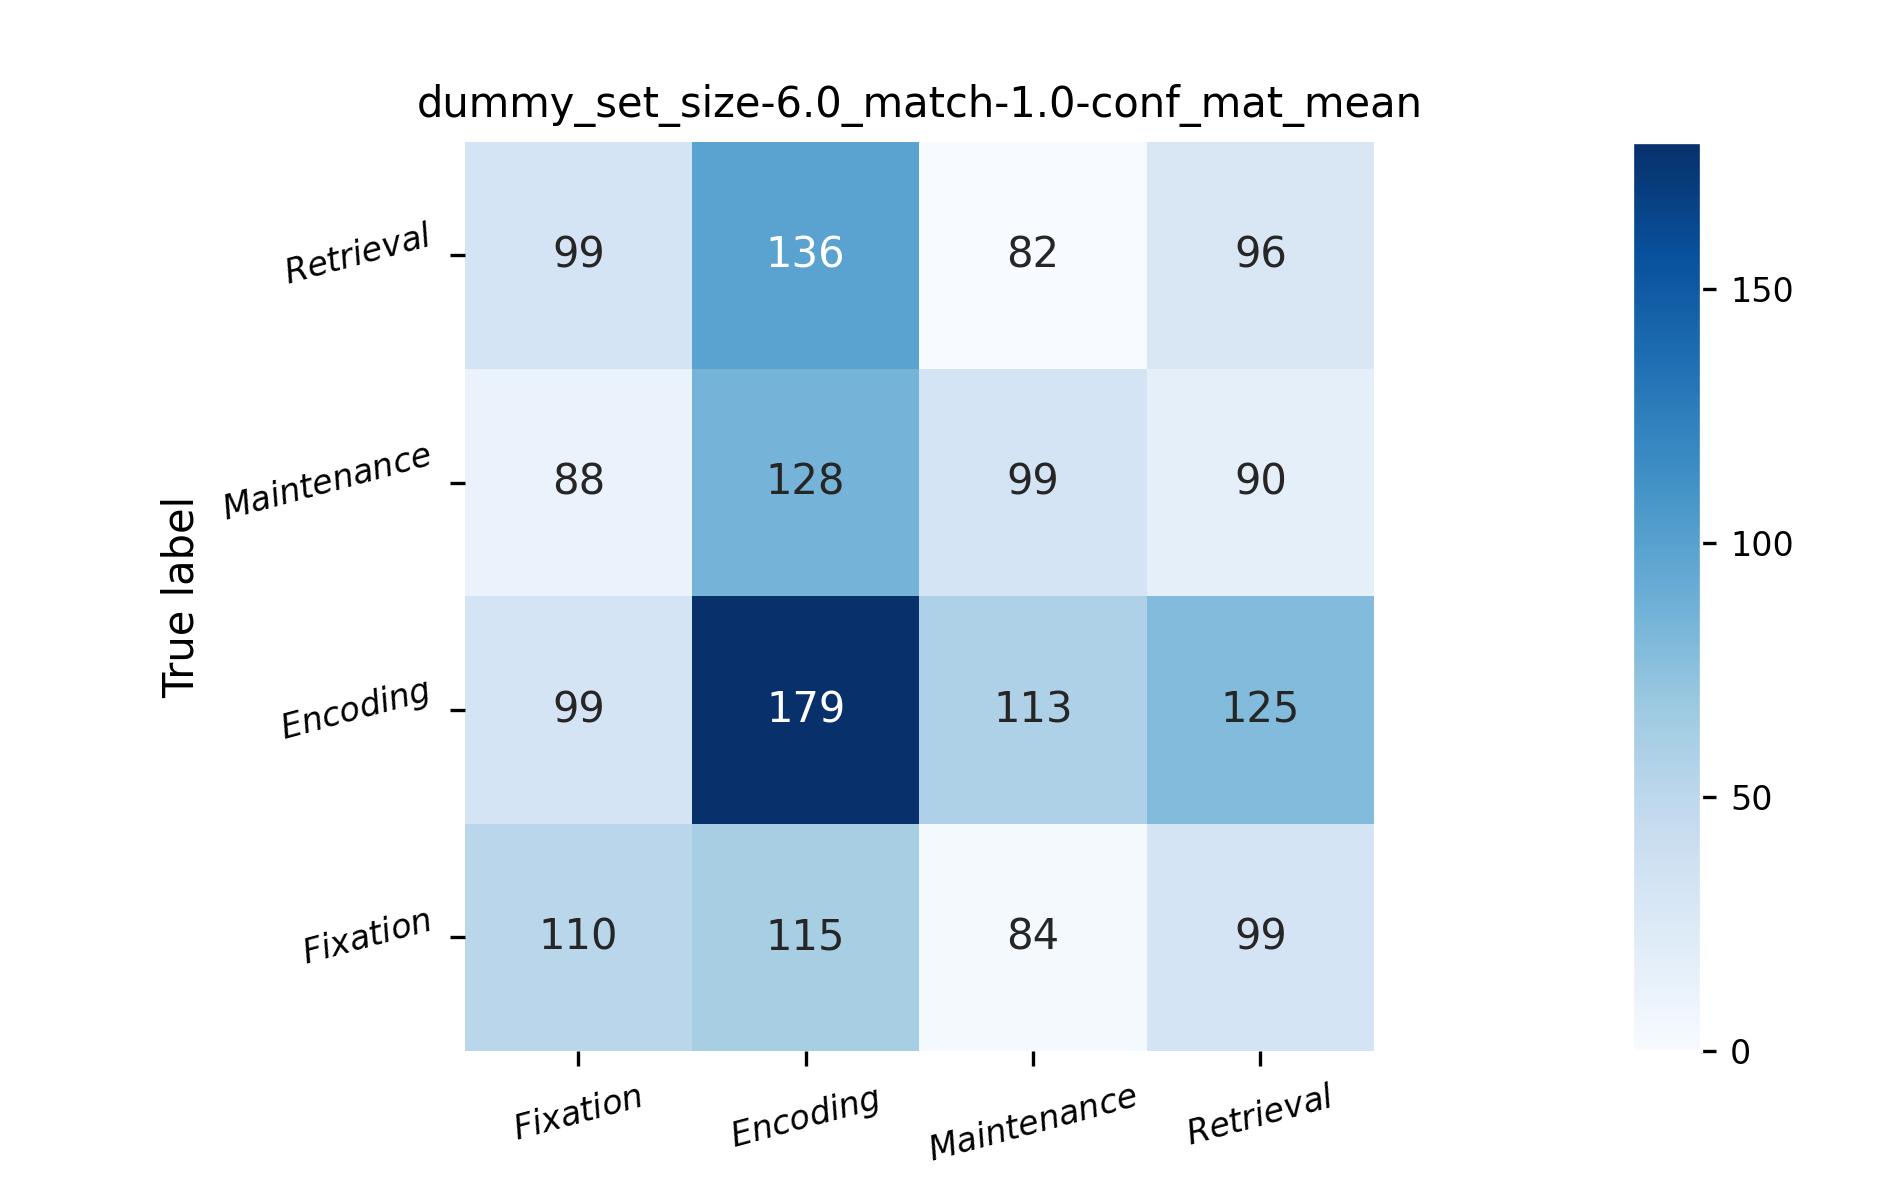 dummy_set_size-6.0_match-1.0-conf_mat_mean
True label
Retrieval 99 136 82 96
Maintenance 88 128 99 90
Encoding 99 179 113 125
Fixation 110 115 84 99
Fixation Encoding Maintenance Retrieval
150
100
50
0